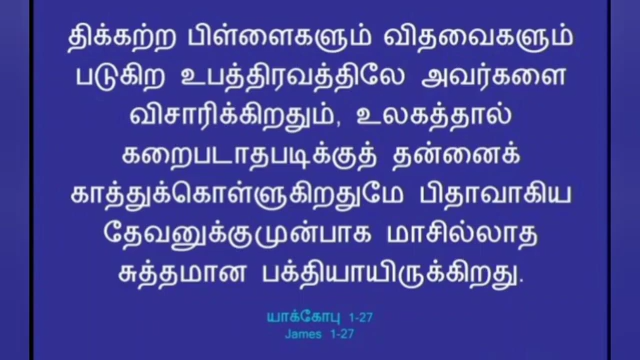 திக்கற்ற பிள்ளைகளும் விதவைகளும்
படுகிற உபத்திரவத்திலே அவர்களை
விசாரிக்கிறதும், உலகத்தால்
கறைபடாதபடிக்குத் தன்னைக்
காத்துக்கொள்ளுகிறதுமே பிதாவாகிய
தேவனுக்குமுன்பாக மாசில்லாத
சுத்தமான பக்தியாயிருக்கிறது.
யாக்கோபு 1-27
James 1-27